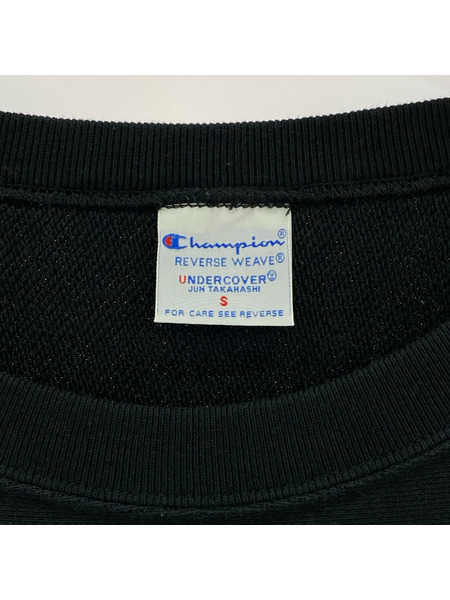 Champion®
REVERSE WEAVE®
UNDERCOVER
JUN TAKAHASHI
S
FOR CARE SEE REVERSE